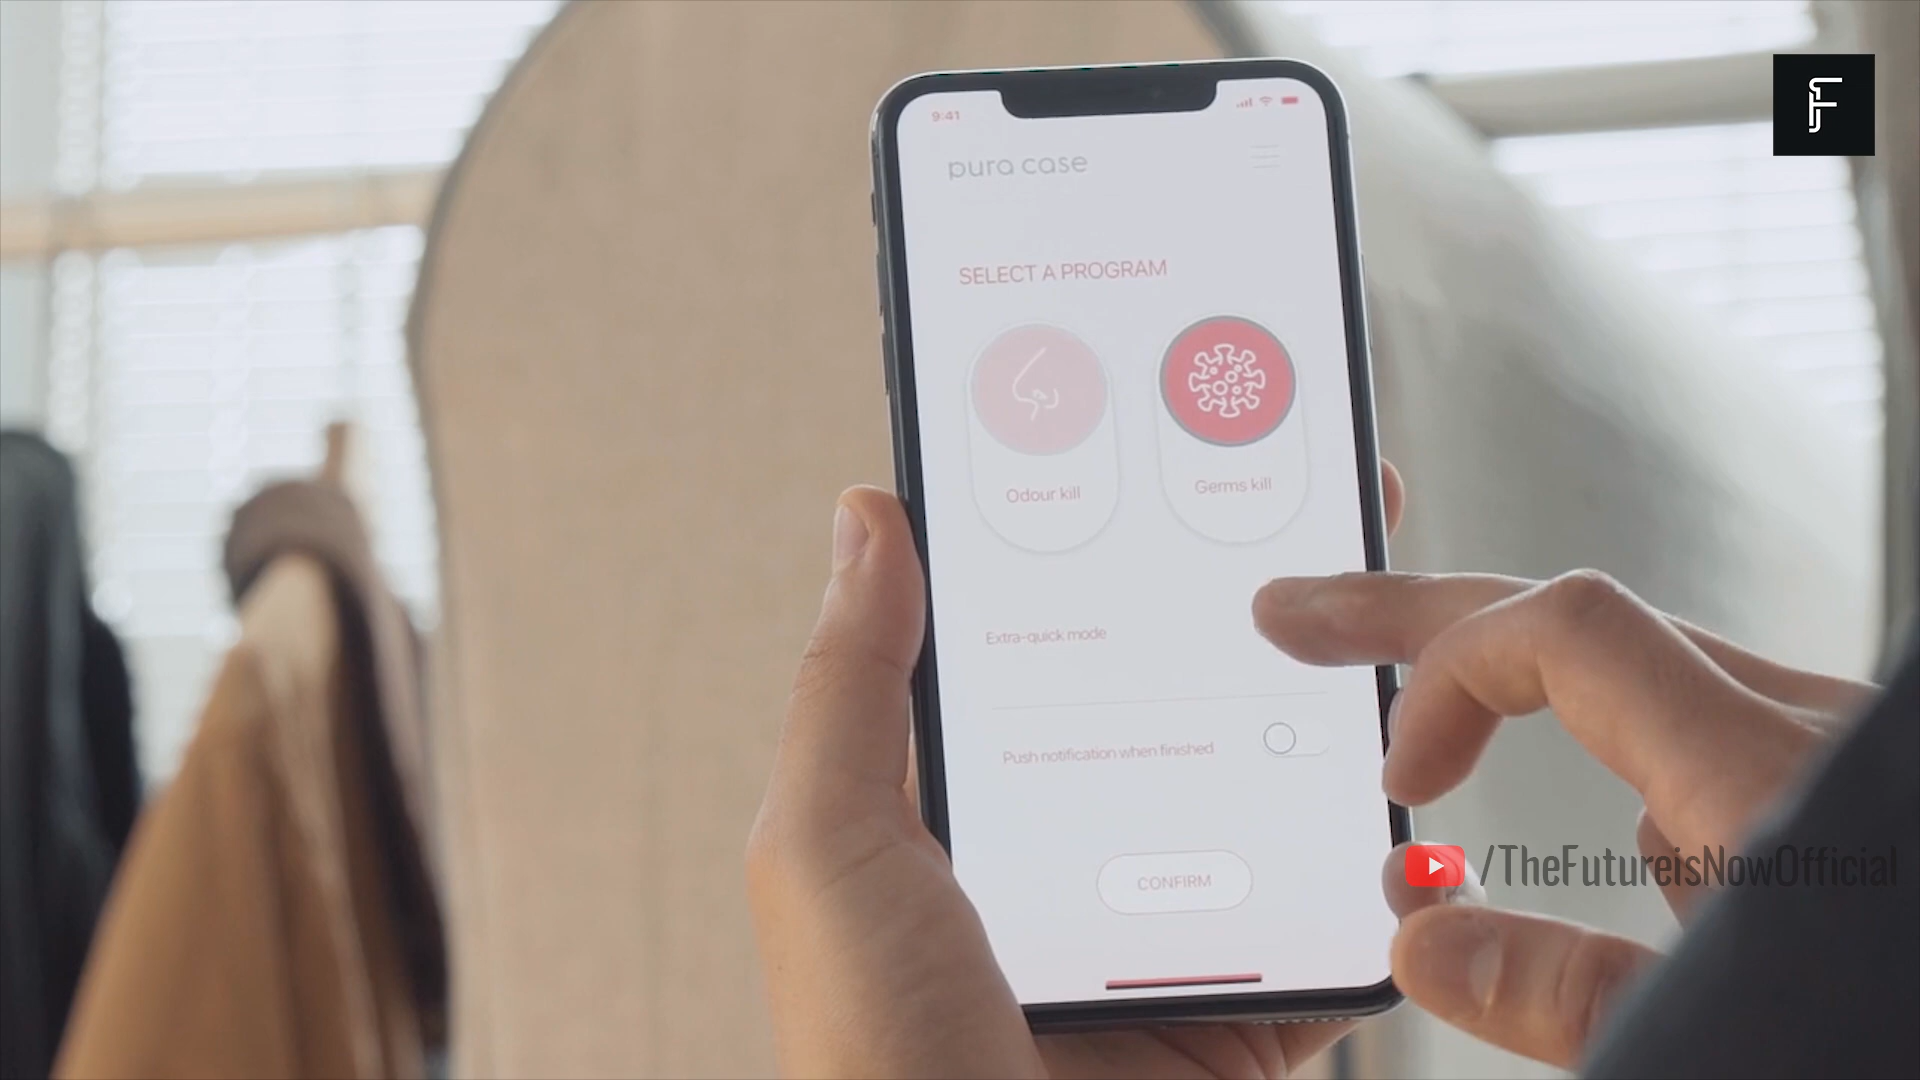 9:41
pura case
SELECT A PROGRAM
Odour kill
Germs kill
Extra-quick mode
Push notification when finished
CONFIRM
/TheFutureisNowOfficial